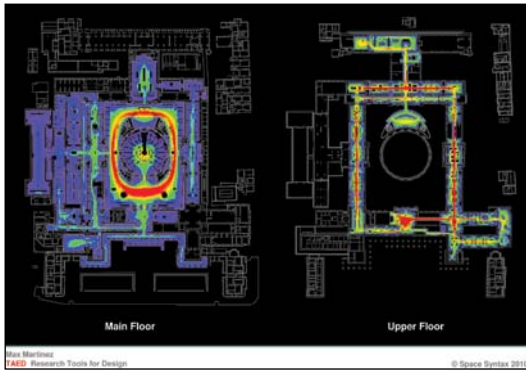 Main Floor
Upper Floor
Max Martinez
TAED Research Tools for Design
© Space Syntax 2010